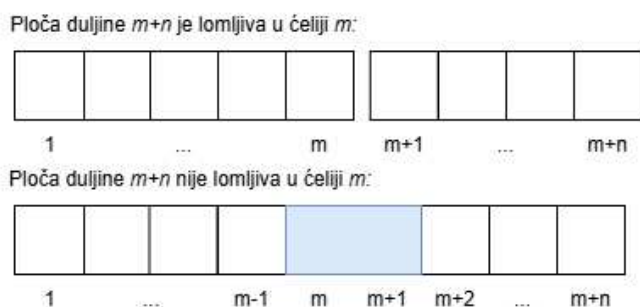 Ploča duljine m+n je lomljiva u ćeliji m:
1 ... m m+1 ... m+n
Ploča duljine m+n nije lomljiva u ćeliji m:
1 ... m-1 m m+1 m+2 ... m+n